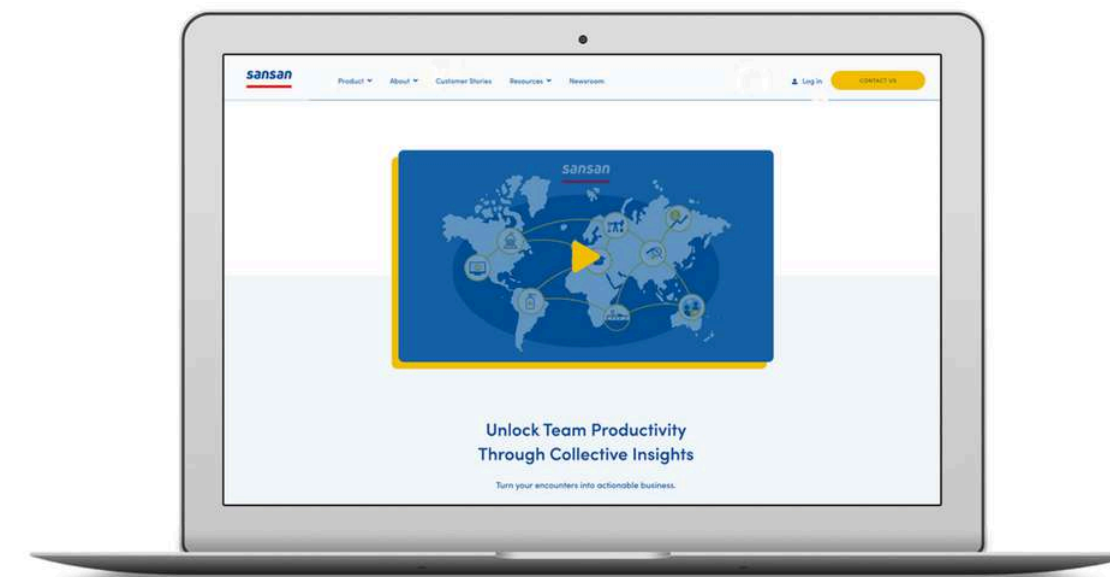 sansan
Product About Customer Stories Resources Newsroom Log in CONTACT US
sansan
Unlock Team Productivity
Through Collective Insights
Turn your encounters into actionable business.